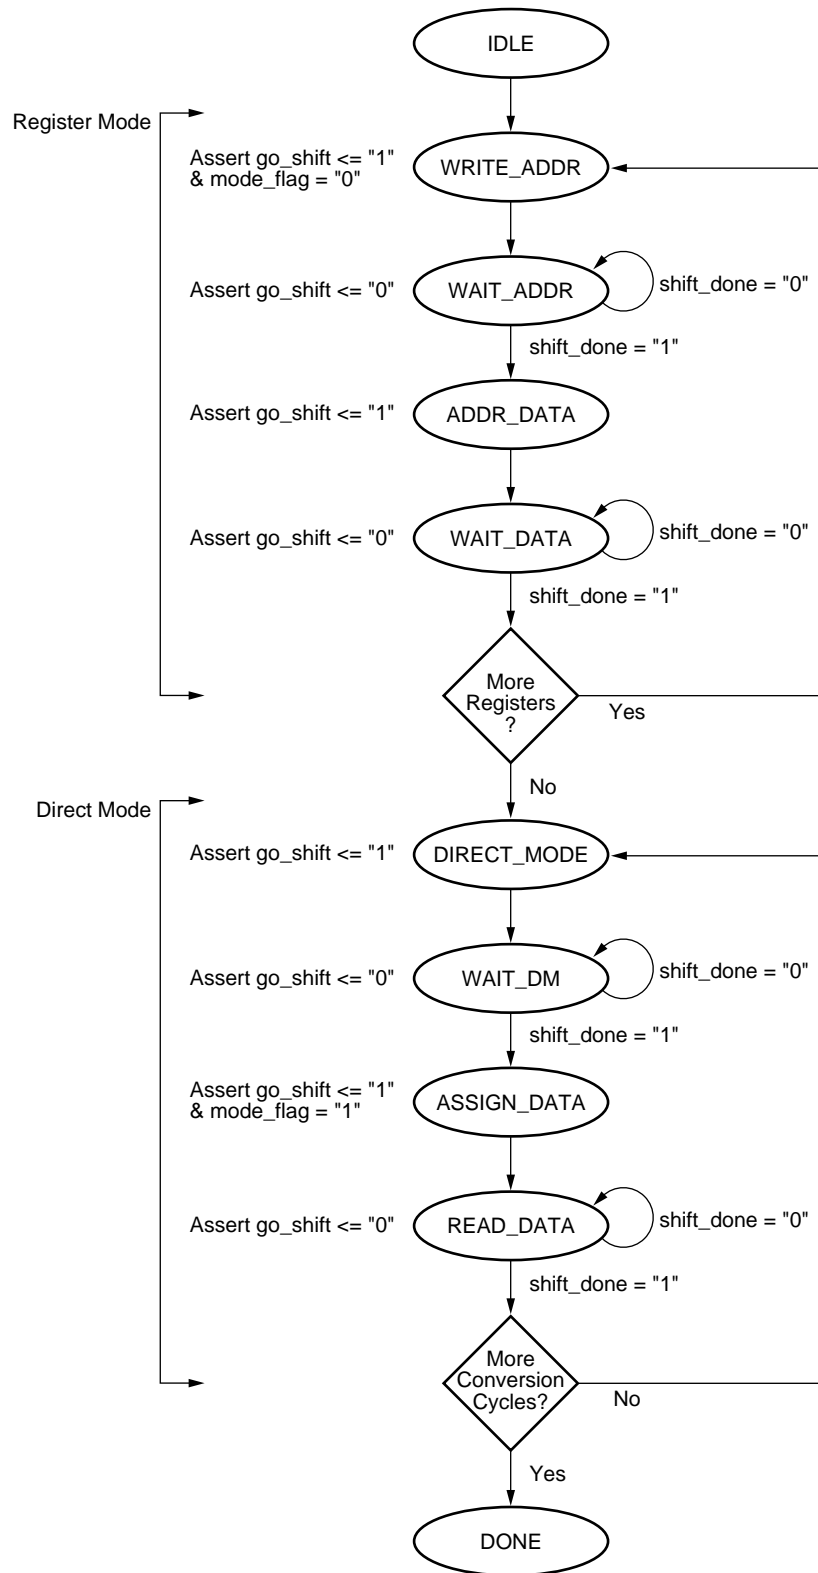 IDLE
Register Mode
Assert go_shift <= "1"
& mode_flag = "0"
WRITE_ADDR
Assert go_shift <= "0"
WAIT_ADDR
shift_done = "0"
shift_done = "1"
Assert go_shift <= "1"
ADDR_DATA
Assert go_shift <= "0"
WAIT_DATA
shift_done = "0"
shift_done = "1"
More
Registers
?
Yes
No
Direct Mode
Assert go_shift <= "1"
DIRECT_MODE
Assert go_shift <= "0"
WAIT_DM
shift_done = "0"
shift_done = "1"
Assert go_shift <= "1"
& mode_flag = "1"
ASSIGN_DATA
Assert go_shift <= "0"
READ_DATA
shift_done = "0"
shift_done = "1"
More
Conversion
Cycles?
No
Yes
DONE